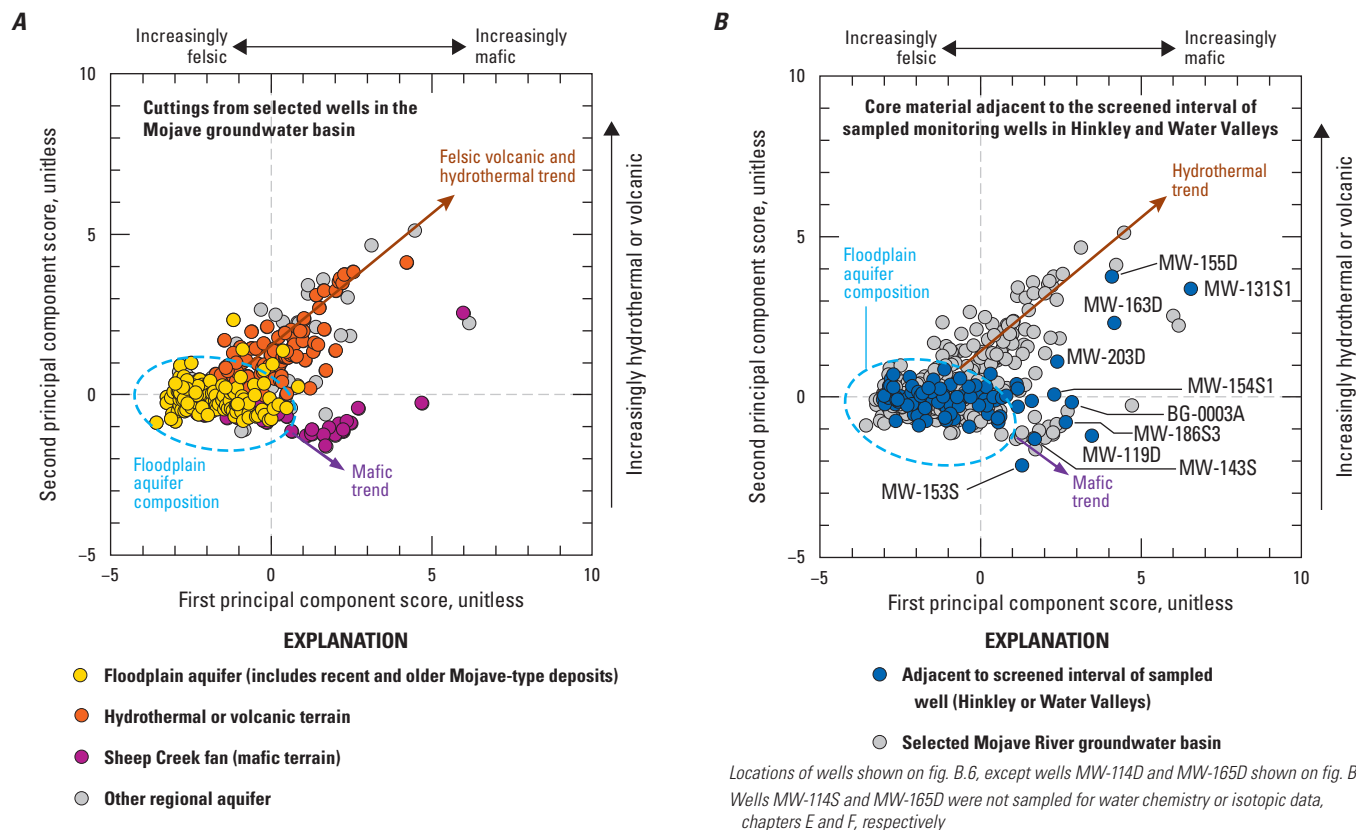 A
Increasingly
felsic
Increasingly
mafic
10
5
0
−5
−5
0
5
10
Second principal component score, unitless
First principal component score, unitless
Cuttings from selected wells in the
Mojave groundwater basin
Felsic volcanic and
hydrothermal trend
Floodplain
aquifer
composition
Mafic
trend
Increasingly hydrothermal or volcanic
EXPLANATION
Floodplain aquifer (includes recent and older Mojave-type deposits)
Hydrothermal or volcanic terrain
Sheep Creek fan (mafic terrain)
Other regional aquifer
B
Increasingly
felsic
Increasingly
mafic
10
5
0
−5
−5
0
5
10
Second principal component score, unitless
First principal component score, unitless
Core material adjacent to the screened interval of
sampled monitoring wells in Hinkley and Water Valleys
Hydrothermal
trend
Floodplain
aquifer
composition
MW-155D
MW-131S1
MW-163D
MW-203D
MW-154S1
BG-0003A
MW-186S3
MW-119D
MW-143S
MW-153S
Mafic
trend
Increasingly hydrothermal or volcanic
EXPLANATION
Adjacent to screened interval of sampled
well (Hinkley or Water Valleys)
Selected Mojave River groundwater basin
Locations of wells shown on fig. B.6, except wells MW-114D and MW-165D shown on fig. B
Wells MW-114S and MW-165D were not sampled for water chemistry or isotopic data,
chapters E and F, respectively